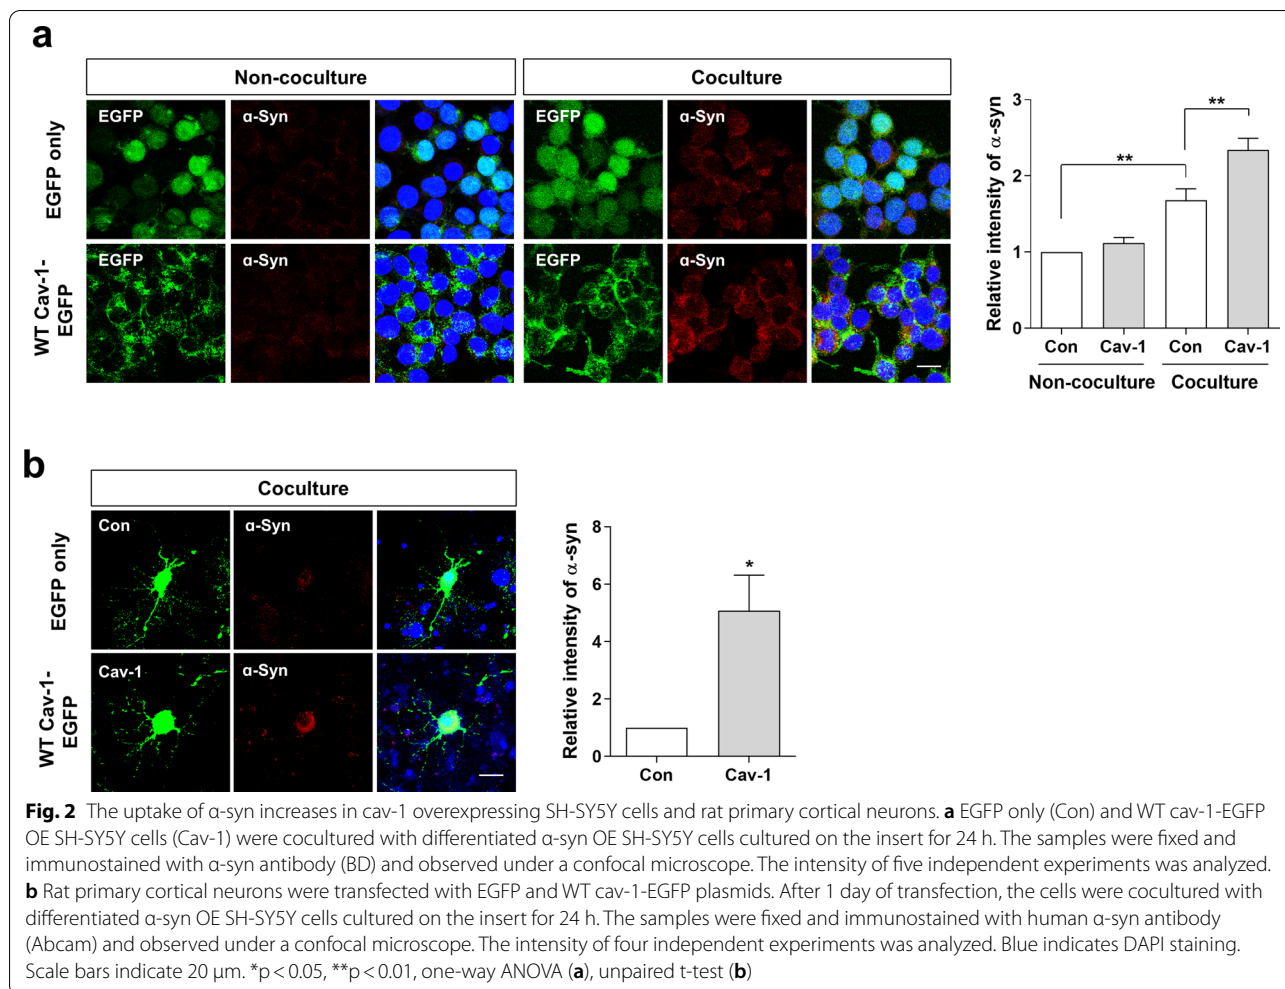 a
Non-coculture
Coculture
EGFP only
EGFP
α-Syn
EGFP
α-Syn
WT Cav-1-
EGFP
EGFP
α-Syn
EGFP
α-Syn
Relative intensity of α-syn
3
2
1
0
**
**
Con
Cav-1
Con
Cav-1
Non-coculture
Coculture
b
Coculture
EGFP only
Con
α-Syn
WT Cav-1-
EGFP
Cav-1
α-Syn
Relative intensity of α-syn
8
6
4
2
0
*
Con
Cav-1
Fig. 2 The uptake of α-syn increases in cav-1 overexpressing SH-SY5Y cells and rat primary cortical neurons. a EGFP only (Con) and WT cav-1-EGFP
OE SH-SY5Y cells (Cav-1) were cocultured with differentiated α-syn OE SH-SY5Y cells cultured on the insert for 24 h. The samples were fixed and
immunostained with α-syn antibody (BD) and observed under a confocal microscope. The intensity of five independent experiments was analyzed.
b Rat primary cortical neurons were transfected with EGFP and WT cav-1-EGFP plasmids. After 1 day of transfection, the cells were cocultured with
differentiated α-syn OE SH-SY5Y cells cultured on the insert for 24 h. The samples were fixed and immunostained with human α-syn antibody
(Abcam) and observed under a confocal microscope. The intensity of four independent experiments was analyzed. Blue indicates DAPI staining.
Scale bars indicate 20 μm. *p < 0.05, **p < 0.01, one-way ANOVA (a), unpaired t-test (b)